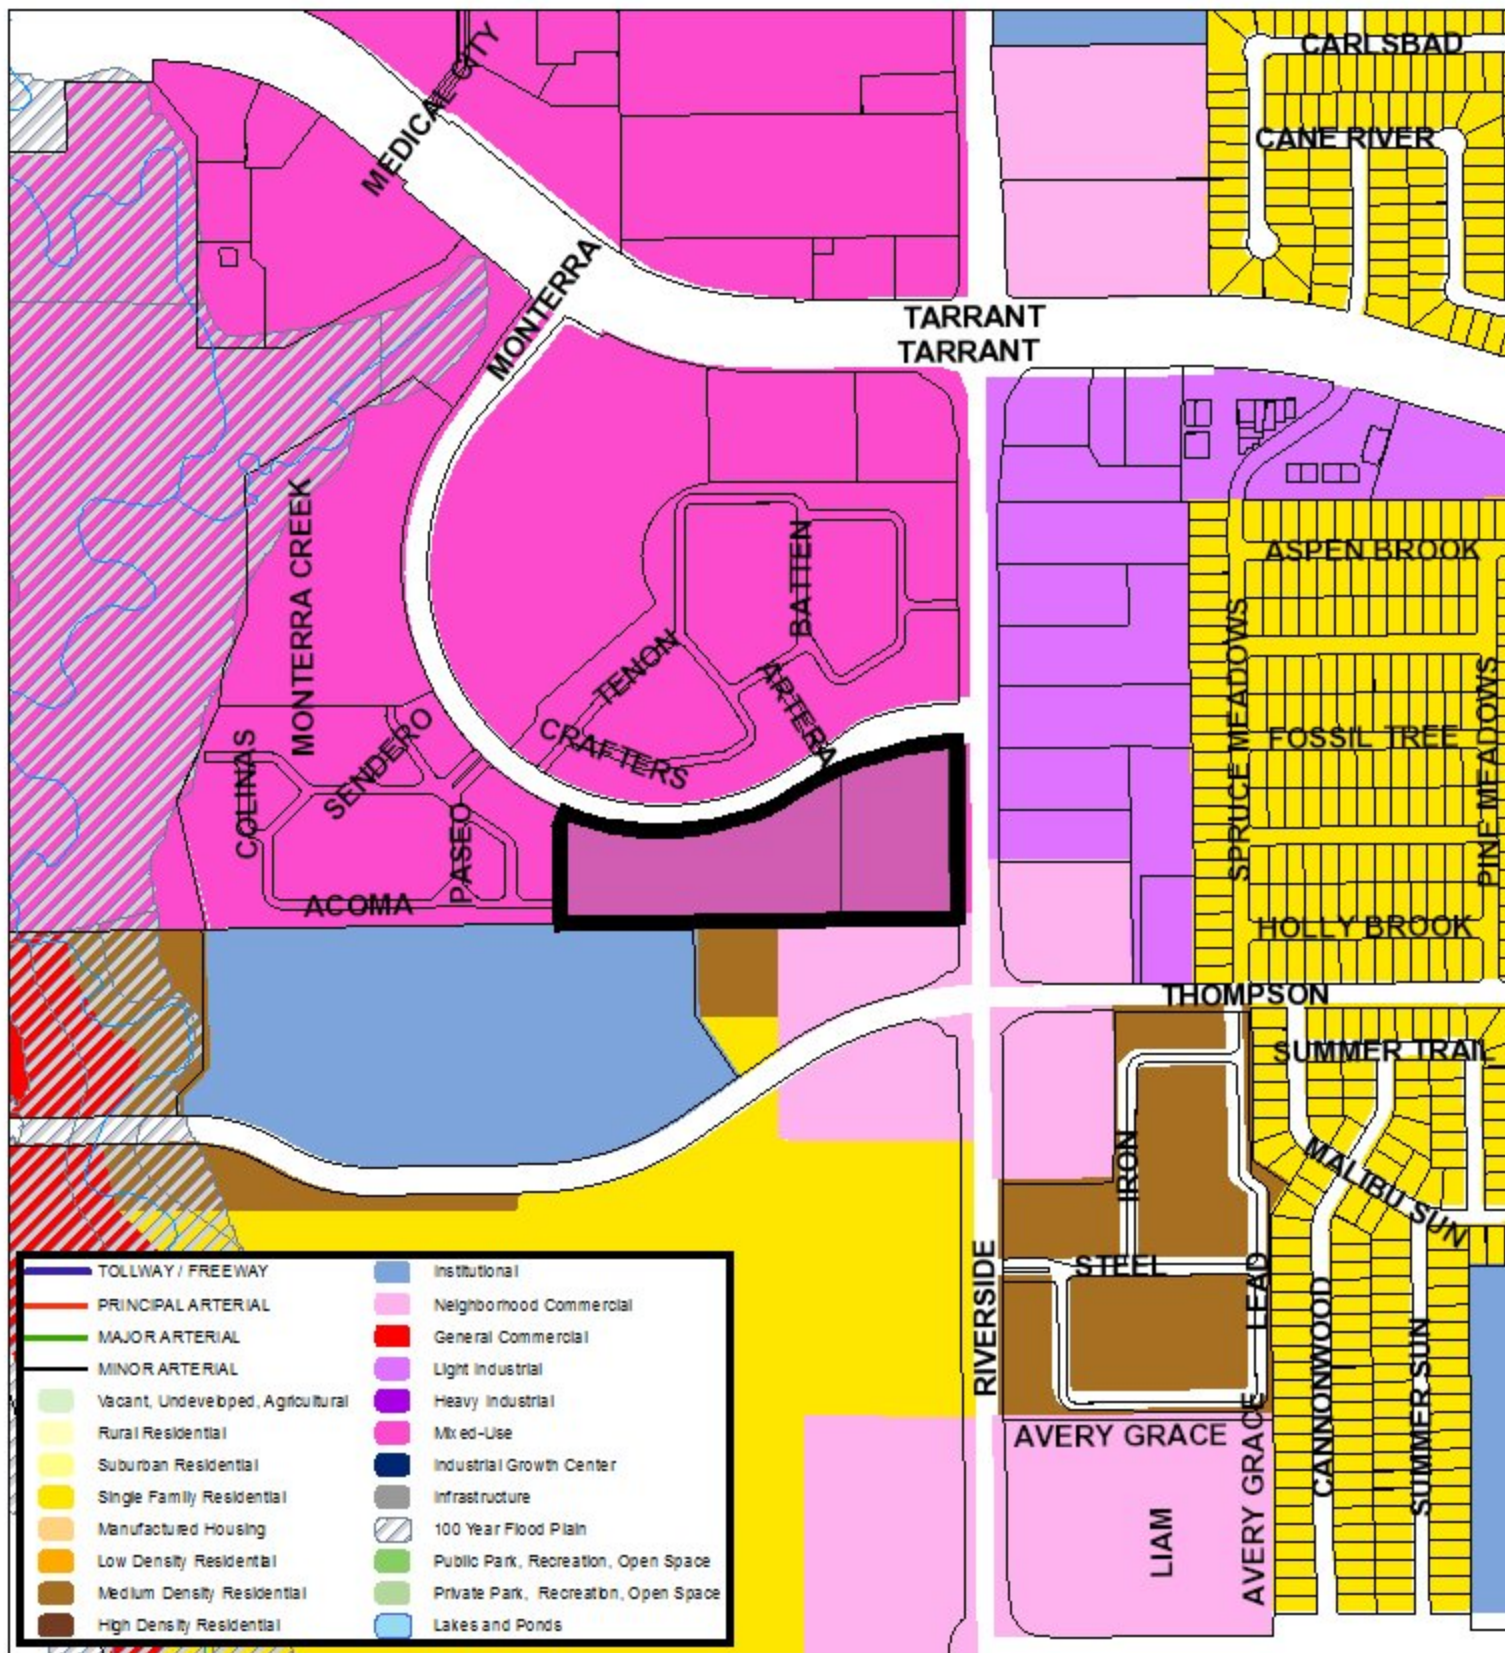 CARLSBAD
MEDICAL CITY
CANE RIVER
MONTERRA
TARRANT
TARRANT
MONTERRA CREEK
BATTEN
ASPEN BROOK
TENON
ARTERA
SPRUCE MEADOWS
PINE MEADOWS
SENDERO
COLINAS
CRAFTERS
FOSSIL TREE
PASEO
ACOMA
HOLLY BROOK
THOMPSON
SUMMER TRAIL
IRON
MALIBU SUN
STEEL
LEAD
RIVERSIDE
CANNONWOOD
SUMMER SUN
AVERY GRACE
AVERY GRACE
LIAM
TOLLWAY / FREEWAY
PRINCIPAL ARTERIAL
MAJOR ARTERIAL
MINOR ARTERIAL
Vacant, Undeveloped, Agricultural
Rural Residential
Suburban Residential
Single Family Residential
Manufactured Housing
Low Density Residential
Medium Density Residential
High Density Residential
Institutional
Neighborhood Commercial
General Commercial
Light Industrial
Heavy Industrial
Mixed-Use
Industrial Growth Center
Infrastructure
100 Year Flood Plain
Public Park, Recreation, Open Space
Private Park, Recreation, Open Space
Lakes and Ponds